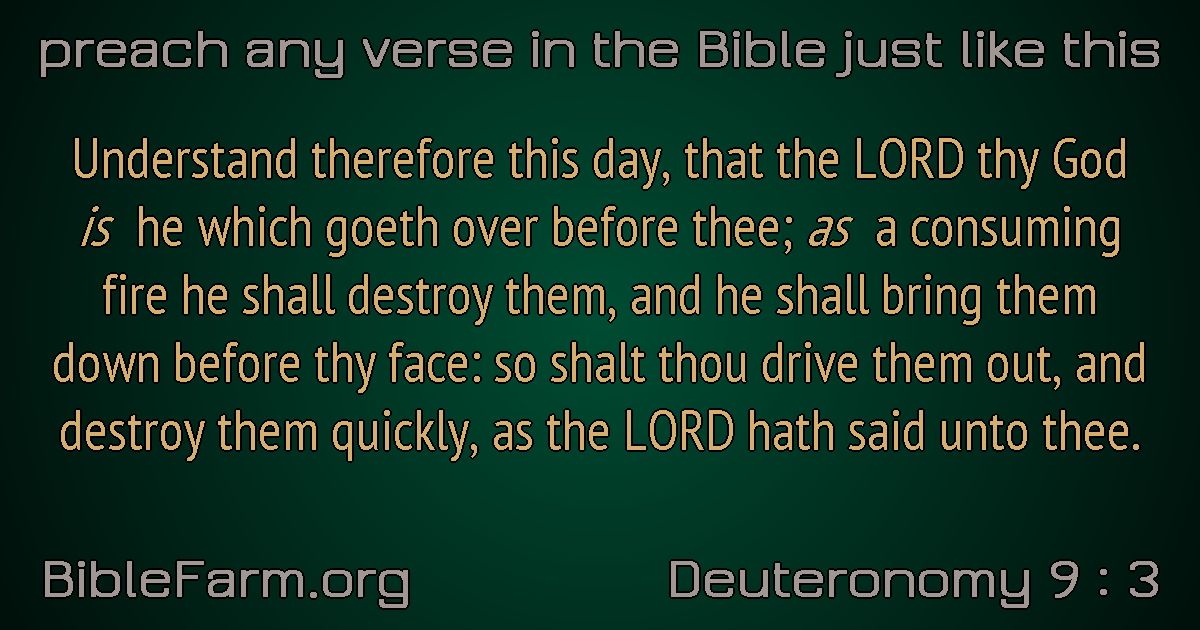 preach any verse in the Bible just like this
Understand therefore this day, that the LORD thy God
is he which goeth over before thee; as a consuming
fire he shall destroy them, and he shall bring them
down before thy face: so shalt thou drive them out, and
destroy them quickly, as the LORD hath said unto thee.
BibleFarm.org
Deuteronomy 9 : 3